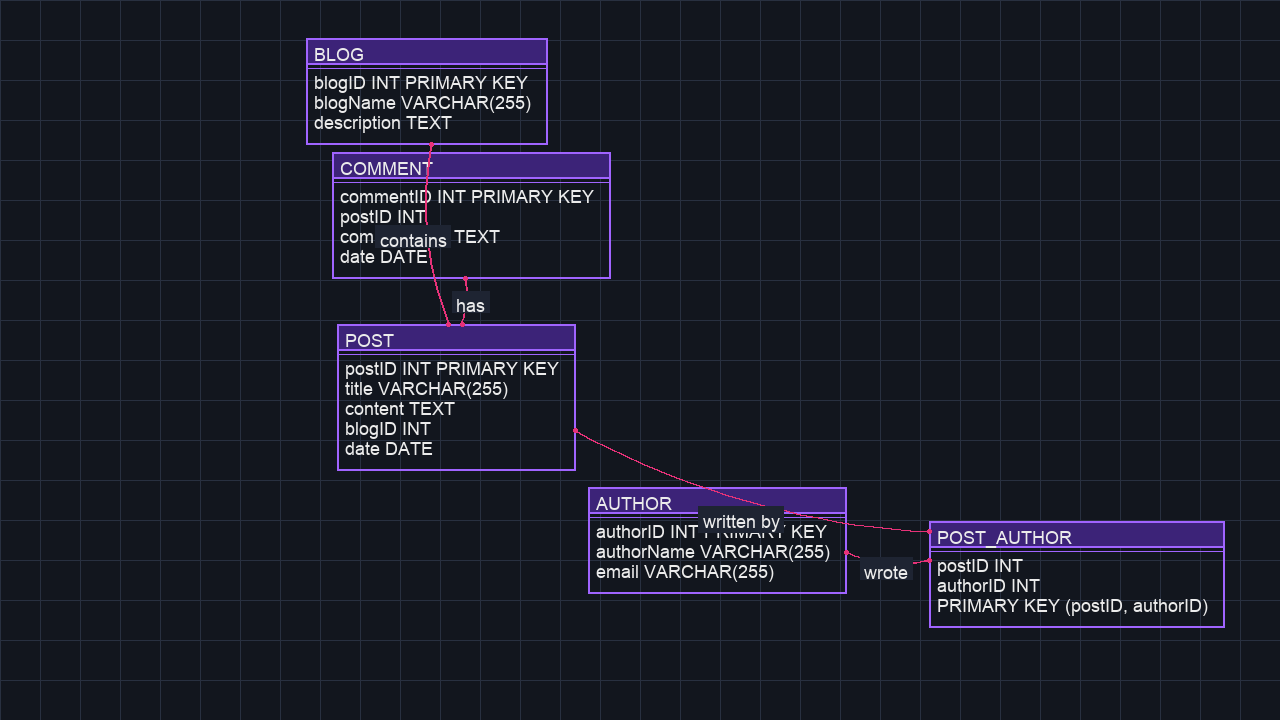 BLOG
blogID INT PRIMARY KEY
blogName VARCHAR(255)
description TEXT
COMMENT
commentID INT PRIMARY KEY
postID INT
TEXT
contains
date DATE
has
POST
postID INT PRIMARY KEY
title VARCHAR(255)
content TEXT
blogID INT
date DATE
AUTHOR
written by
authorID INT PRIMARY KEY
authorName VARCHAR(255)
email VARCHAR(255)
wrote
POST_AUTHOR
postID INT
authorID INT
PRIMARY KEY (postID, authorID)